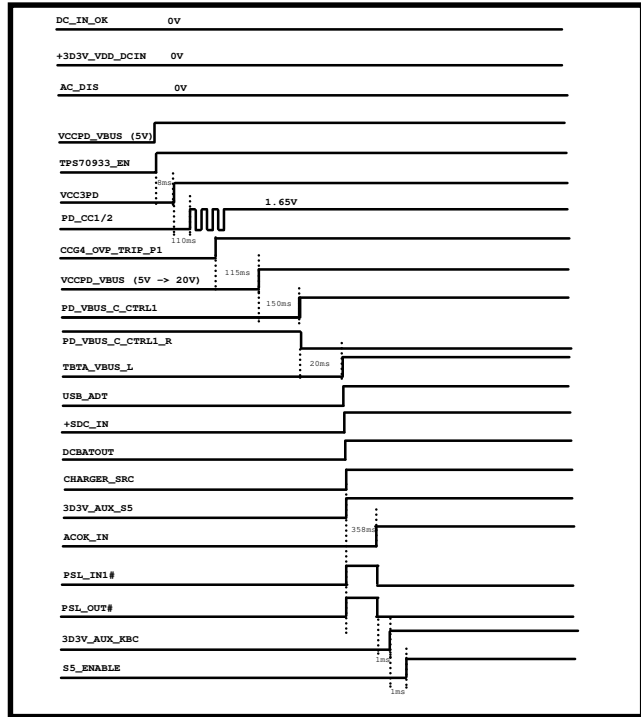 DC_IN_OK 0V
+3D3V_VDD_DCIN 0V
AC_DIS 0V
VCCPD_VBUS (5V)
TPS70933_EN
8ms
VCC3PD
1.65V
PD_CC1/2
110ms
CCG4_OVP_TRIP_P1
115ms
VCCPD_VBUS (5V -> 20V)
150ms
PD_VBUS_C_CTRL1
PD_VBUS_C_CTRL1_R
20ms
TBTA_VBUS_L
USB_ADT
+SDC_IN
DCBATOUT
CHARGER_SRC
3D3V_AUX_S5
358ms
ACOK_IN
PSL_IN1#
PSL_OUT#
3D3V_AUX_KBC
1ms
S5_ENABLE
1ms